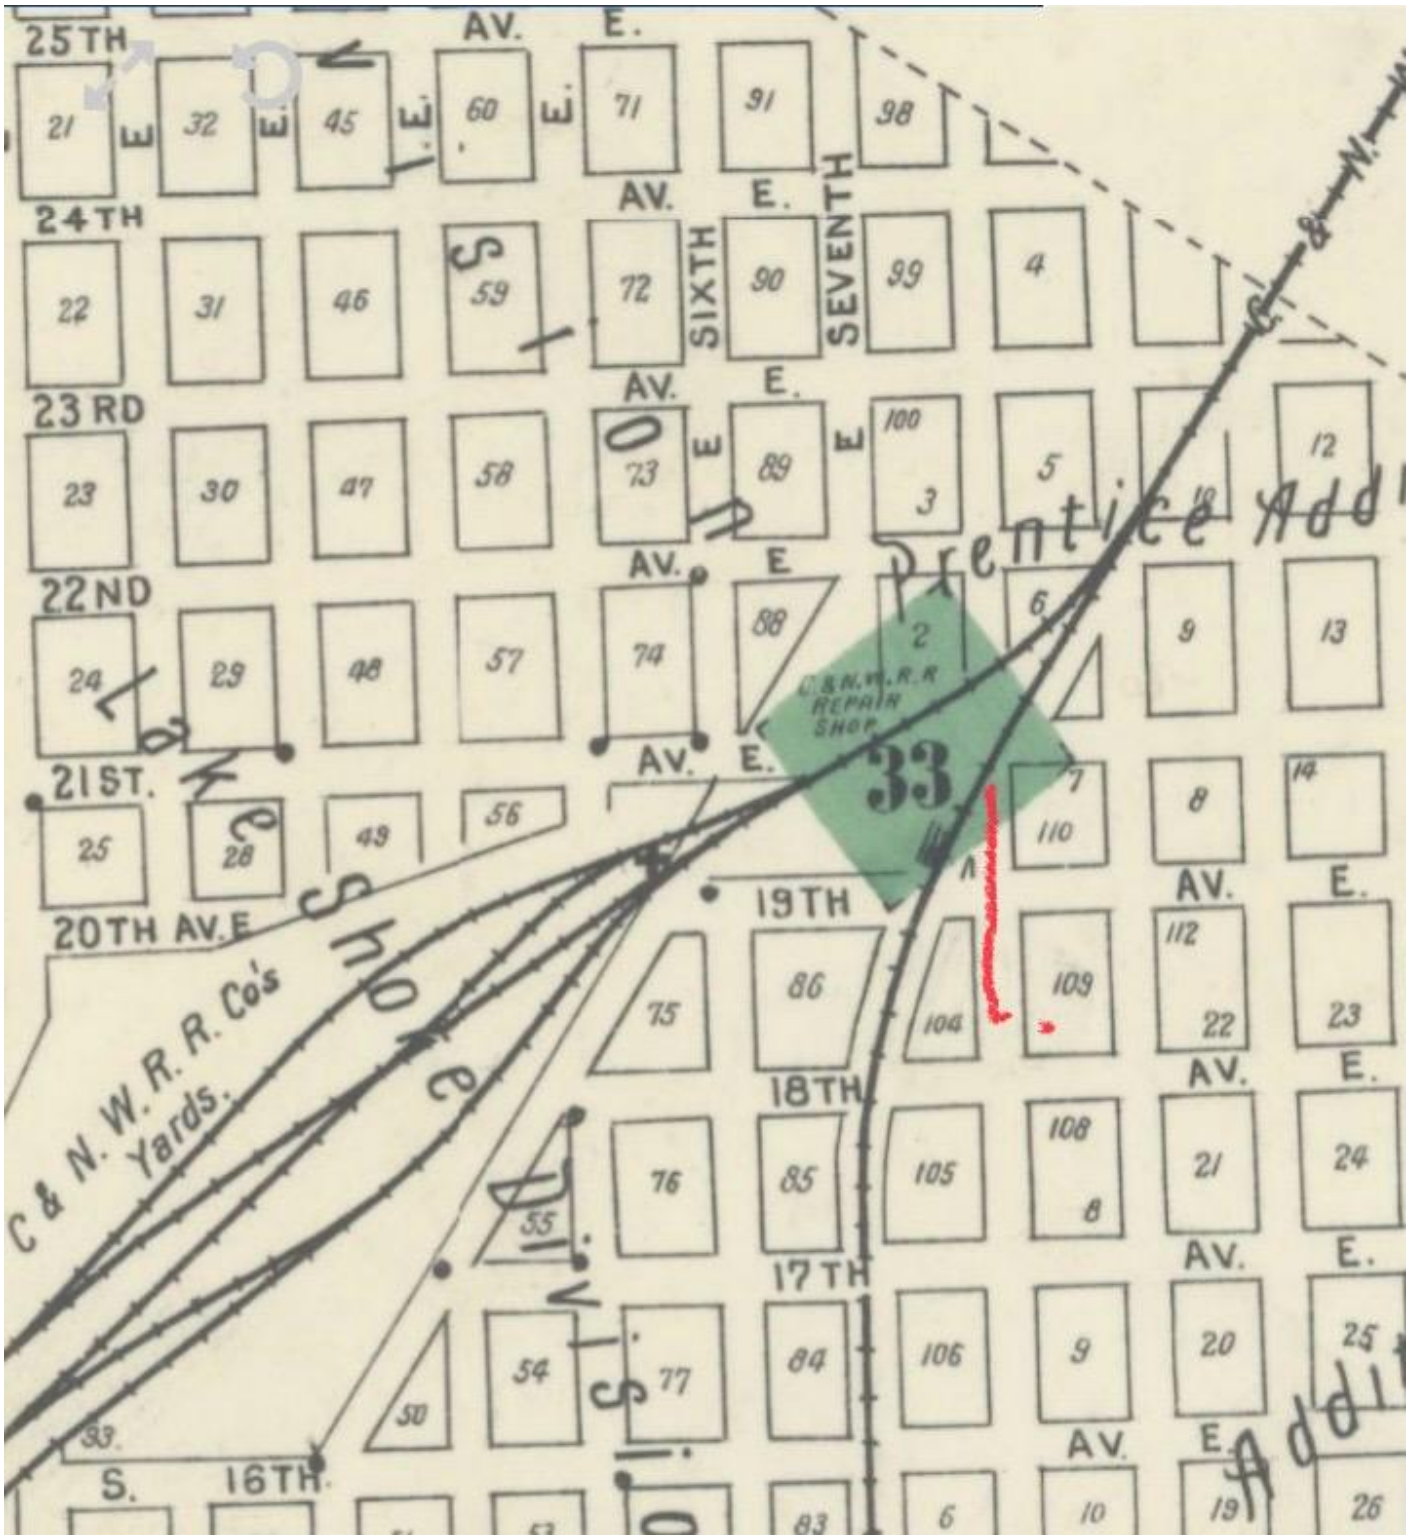 25TH AV. E.
21 E 32 E. 45 E. 60 E. 71 91 98
24TH AV. E.
22 31 46 59 72 SIXTH 90 SEVENTH 99 4
C. & N. W.
23RD AV. E.
23 30 47 58 73 E 89 E 100 3 5 10 12
Prentice Addi
22ND AV. E
24 29 48 57 74 88 2 6 9 13
C. & N. W. R. R
REPAIR
SHOP.
33
21ST. AV. E.
25 28 49 56 7 110 8 14
20TH AV. E
19TH AV. E.
75 86 104 109 112 22 23
C & N. W. R. R. Co's
Yards.
18TH AV. E.
55 76 85 105 108 8 21 24
17TH AV. E.
50 54 77 84 106 9 20 25
Addit
33.
S. 16TH. AV. E.
83 6 10 19 26
Lake Shore Divisio